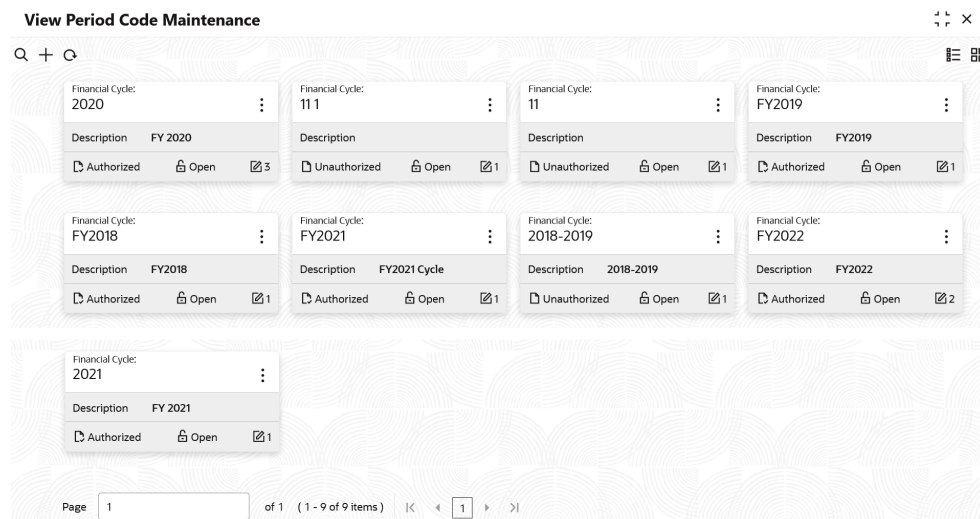 View Period Code Maintenance
Financial Cycle: Financial Cycle: Financial Cycle: Financial Cycle:
2020 11 1 11 FY2019
Description FY 2020 Description Description Description FY2019
Authorized Open 3 Unauthorized Open 1 Unauthorized Open 1 Authorized Open 1
Financial Cycle: Financial Cycle: Financial Cycle: Financial Cycle:
FY2018 FY2021 2018-2019 FY2022
Description FY2018 Description FY2021 Cycle Description 2018-2019 Description FY2022
Authorized Open 1 Authorized Open 1 Unauthorized Open 1 Authorized Open 2
Financial Cycle:
2021
Description FY 2021
Authorized Open 1
Page 1 of 1 ( 1 - 9 of 9 items ) 1